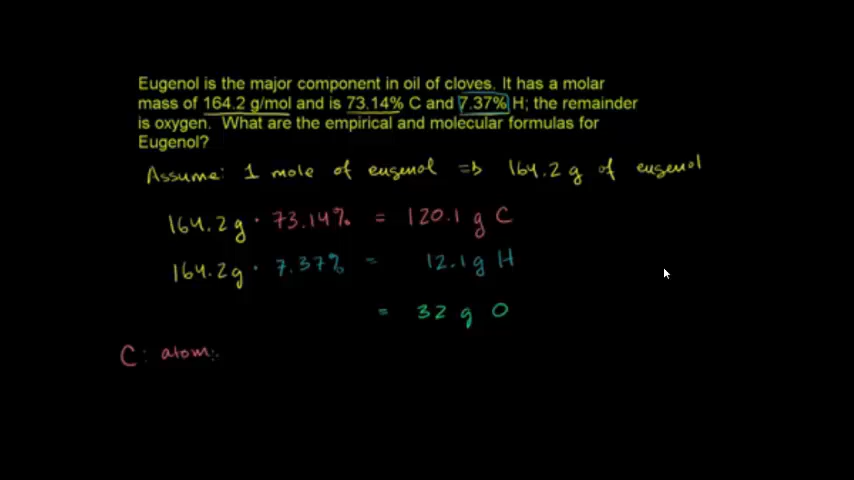 Eugenol is the major component in oil of cloves. It has a molar
mass of 164.2 g/mol and is 73.14% C and 7.37% H; the remainder
is oxygen. What are the empirical and molecular formulas for
Eugenol?
Assume: 1 mole of eugenol => 164.2 g of eugenol
164.2g · 73.14% = 120.1 g C
164.2g · 7.37% = 12.1g H
= 32 g O
C: atomi